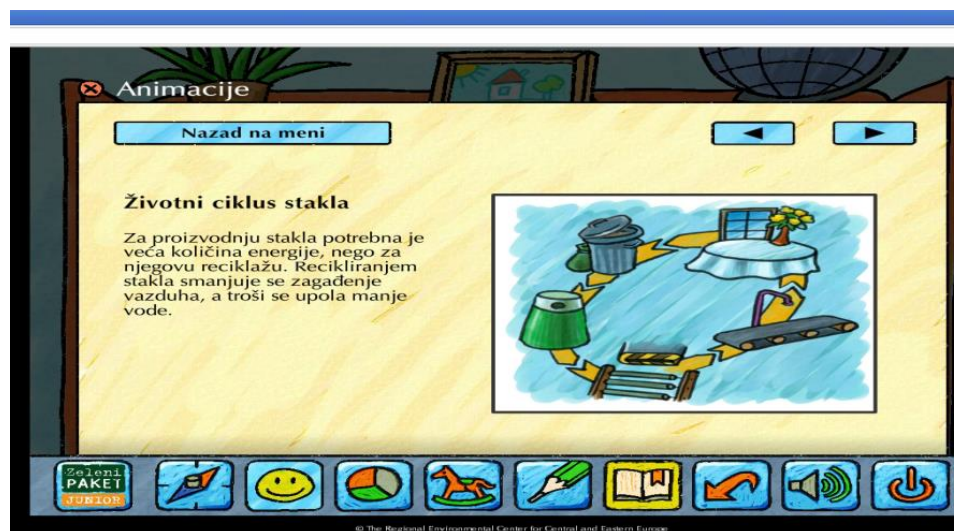 Animacije
Nazad na meni
Životni ciklus stakla
Za proizvodnju stakla potrebna je
veća količina energije, nego za
njegovu reciklažu. Recikliranjem
stakla smanjuje se zagađenje
vazduha, a troši se upola manje
vode.
Zeleni
PAKET
JUNIOR
© The Regional Environmental Center for Central and Eastern Europe